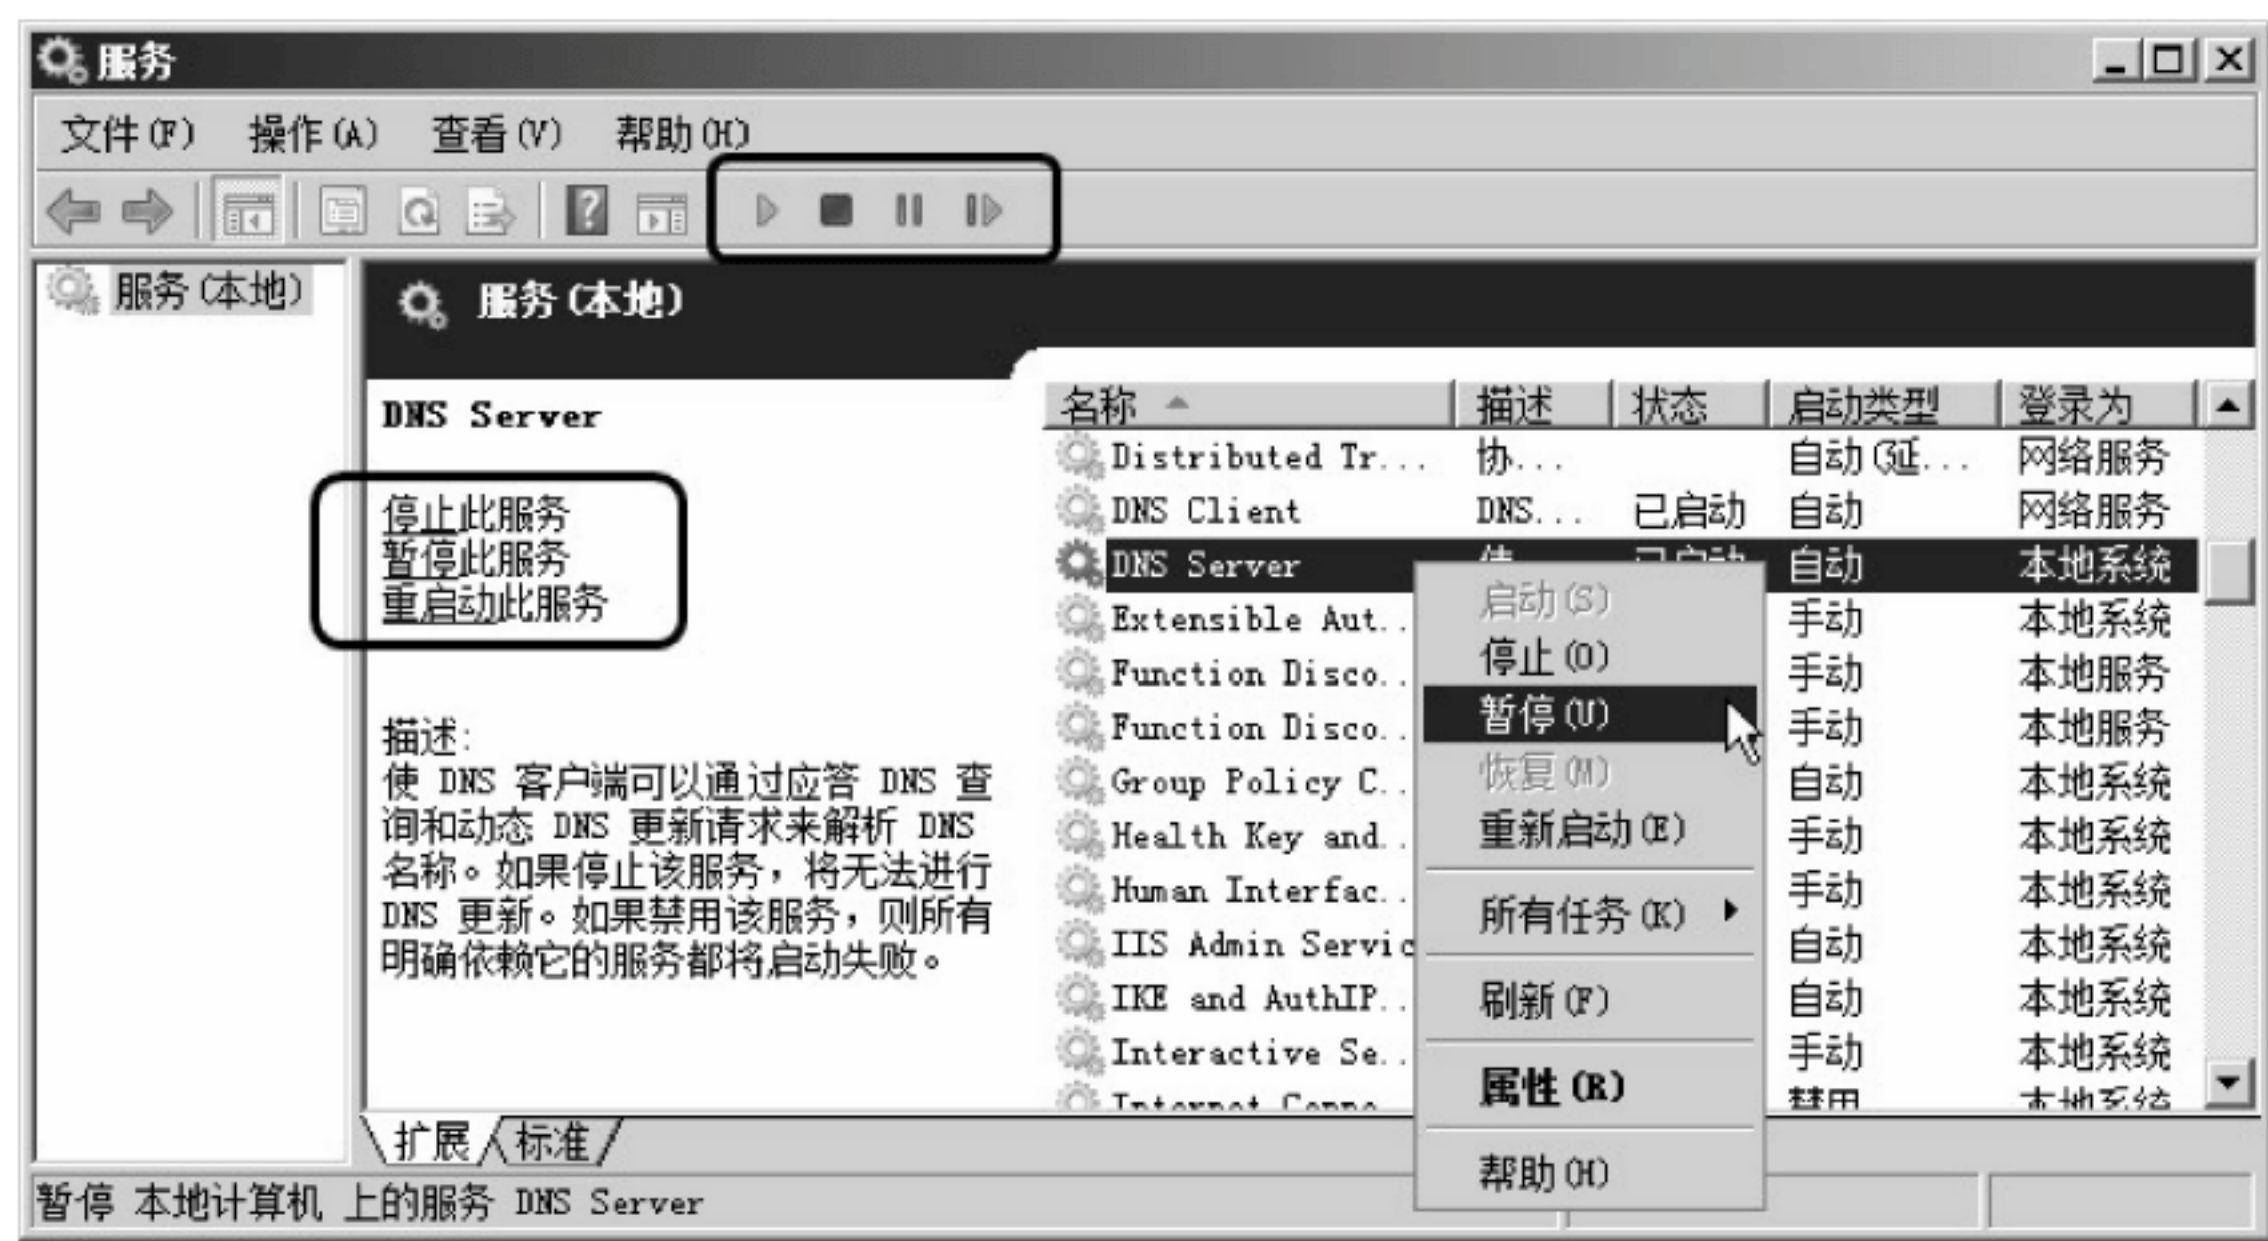 服务
文件(F) 操作(A) 查看(V) 帮助(H)
服务(本地)
服务(本地)
DNS Server
停止此服务
暂停此服务
重启动此服务
描述:
使 DNS 客户端可以通过应答 DNS 查
询和动态 DNS 更新请求来解析 DNS
名称。如果停止该服务，将无法进行
DNS 更新。如果禁用该服务，则所有
明确依赖它的服务都将启动失败。
名称 描述 状态 启动类型 登录为
Distributed Tr... 协... 自动(延... 网络服务
DNS Client DNS... 已启动 自动 网络服务
DNS Server 已启动 自动 本地系统
Extensible Aut.. 手动 本地系统
Function Disco.. 手动 本地服务
Function Disco.. 手动 本地服务
Group Policy C.. 自动 本地系统
Health Key and.. 手动 本地系统
Human Interfac.. 手动 本地系统
IIS Admin Servic 自动 本地系统
IKE and AuthIP.. 自动 本地系统
Interactive Se.. 手动 本地系统
Internet Conne 禁用 本地系统
启动(S)
停止(O)
暂停(U)
恢复(M)
重新启动(E)
所有任务(K)
刷新(F)
属性(R)
帮助(H)
扩展 标准
暂停 本地计算机 上的服务 DNS Server